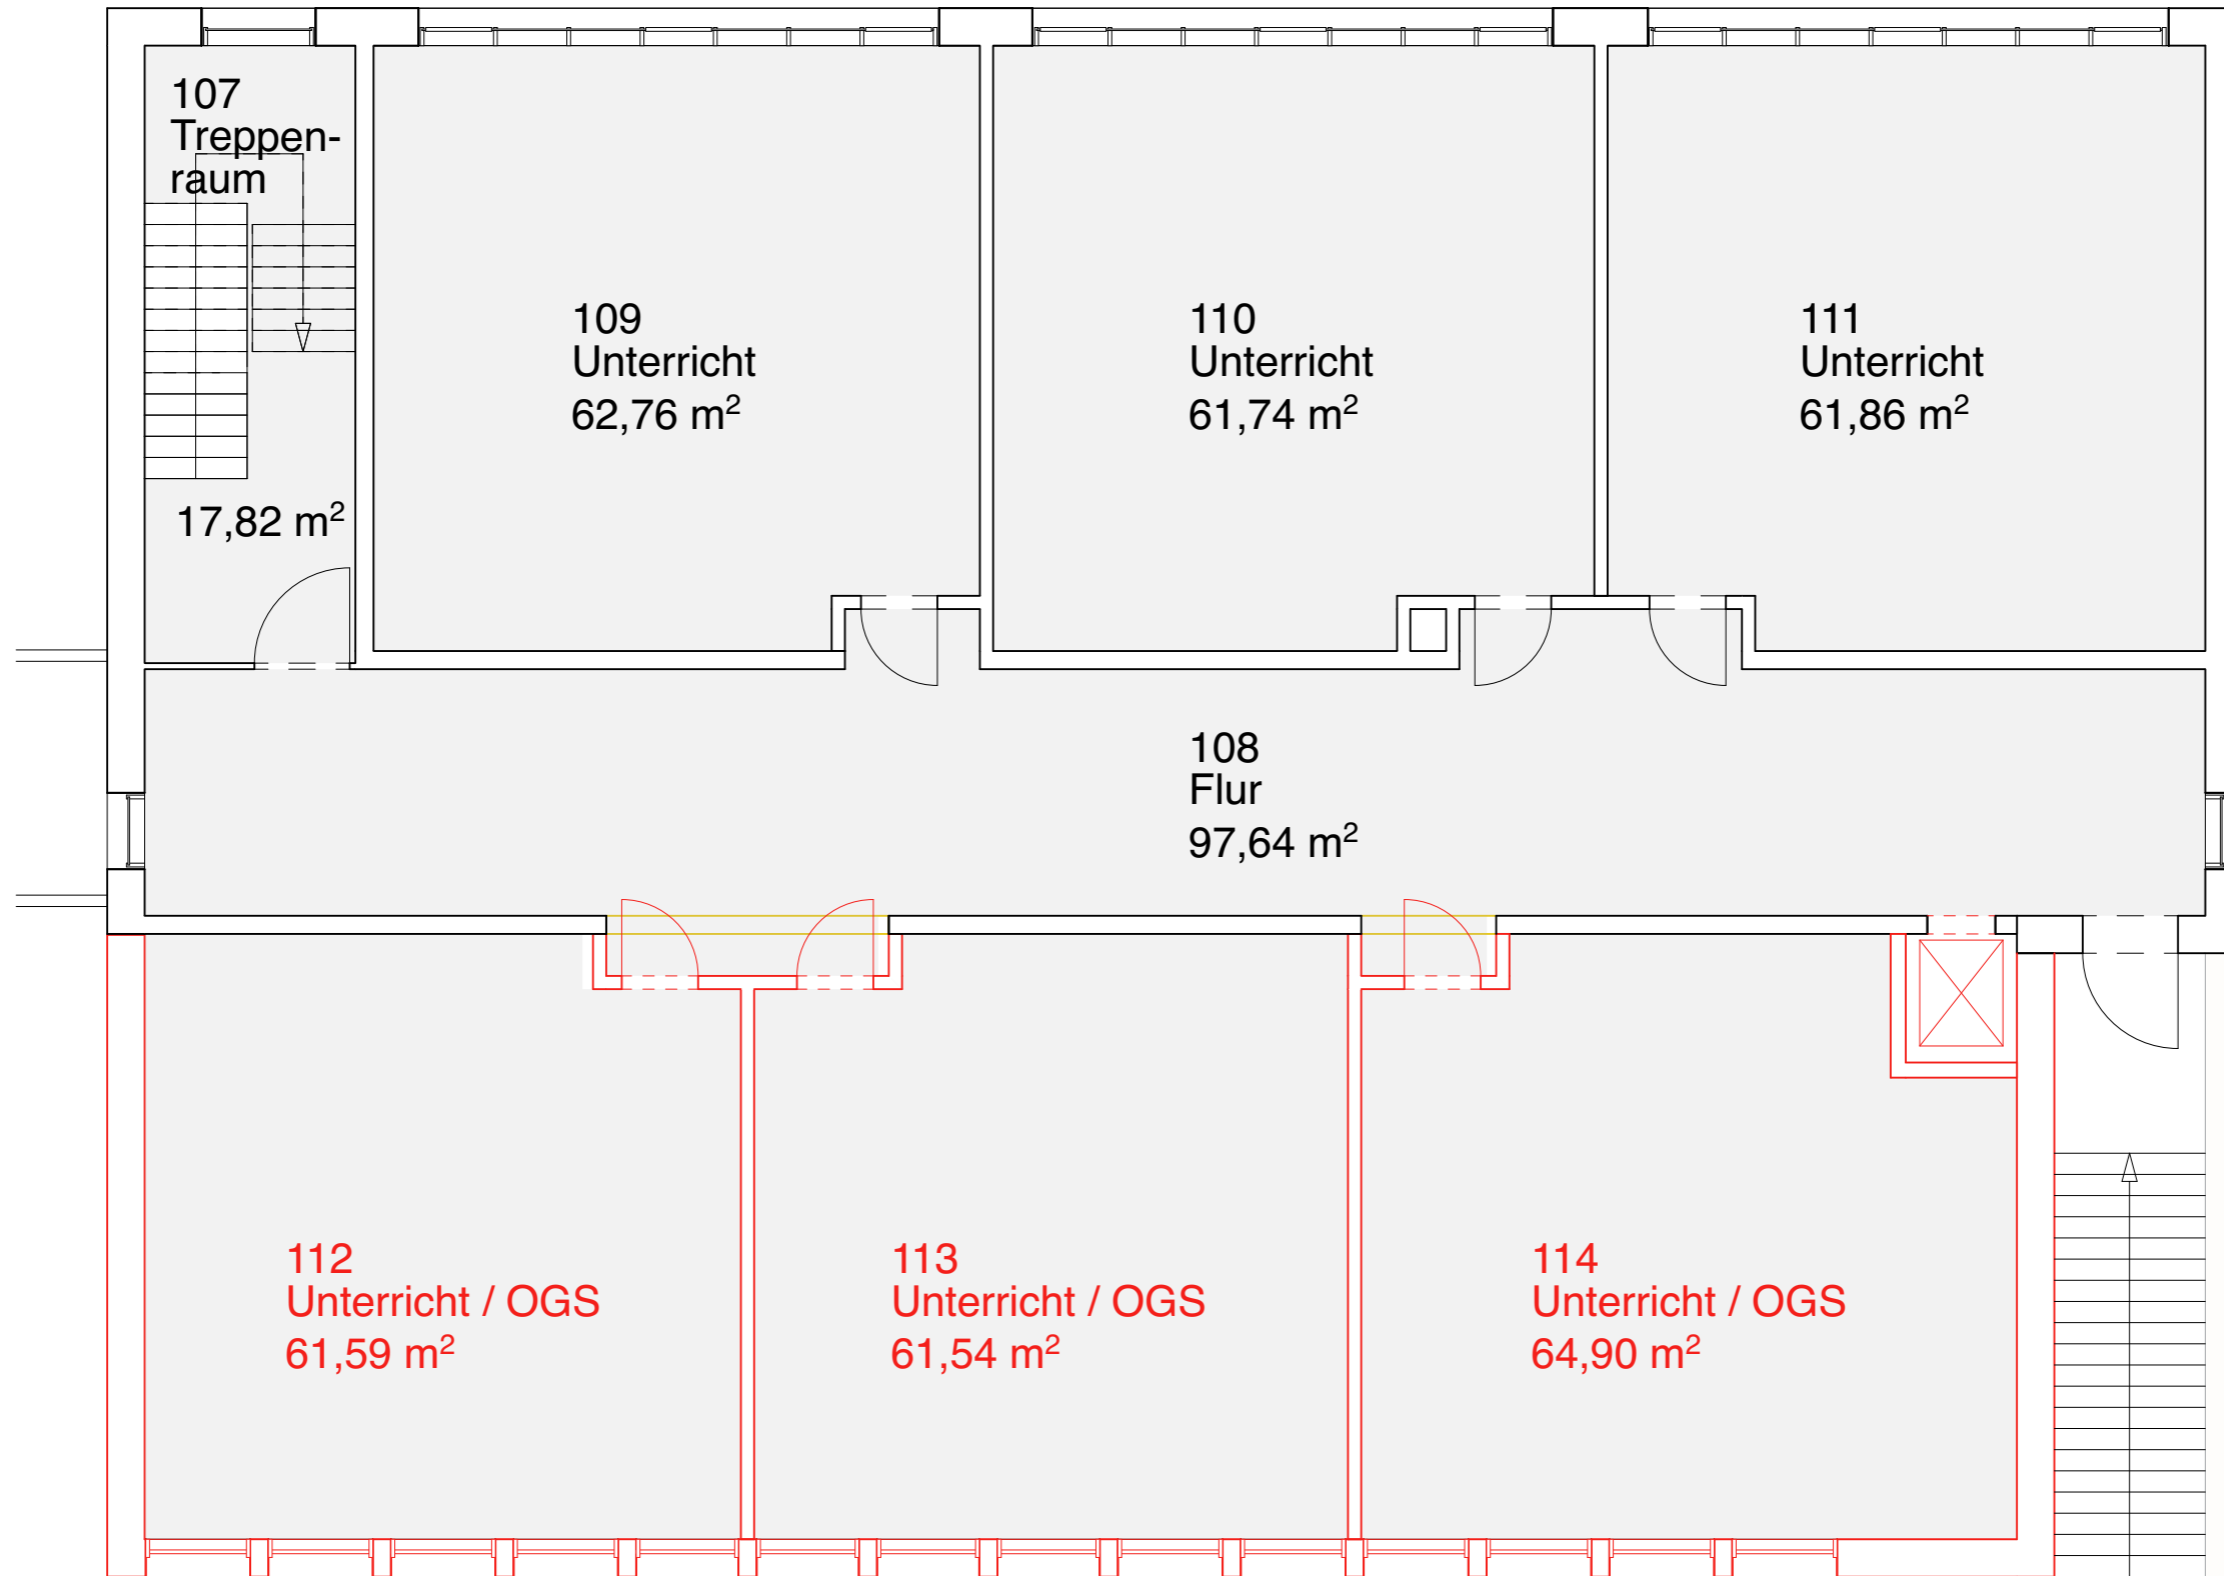 107
Treppen-
raum
17,82 m²
109
Unterricht
62,76 m²
110
Unterricht
61,74 m²
111
Unterricht
61,86 m²
108
Flur
97,64 m²
112
Unterricht / OGS
61,59 m²
113
Unterricht / OGS
61,54 m²
114
Unterricht / OGS
64,90 m²